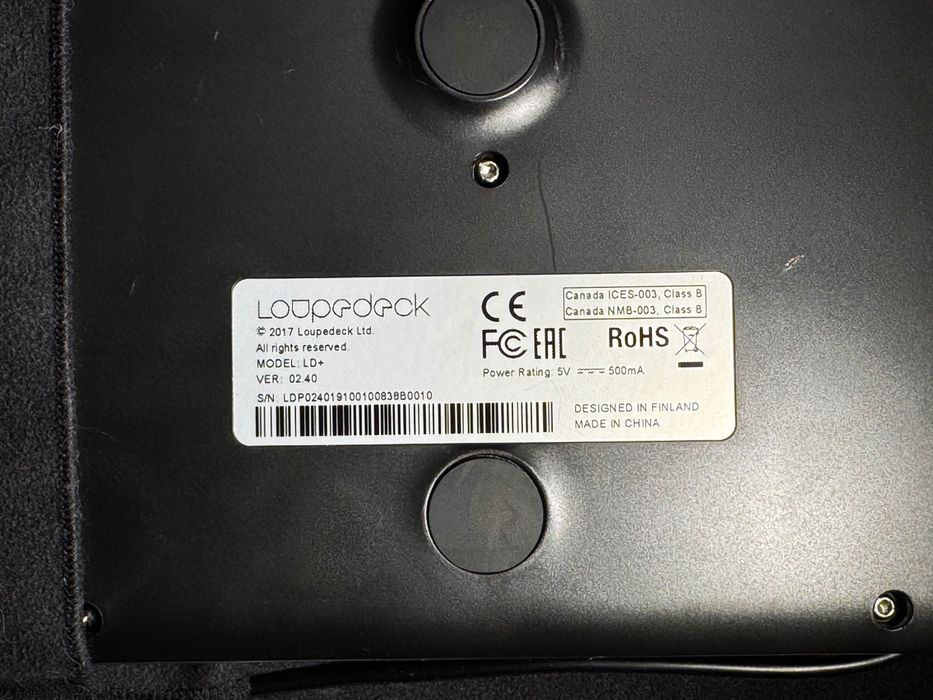 Loupedeck
© 2017 Loupedeck Ltd.
All rights reserved.
MODEL: LD+
VER: 02.40
S/N: LDP024019100100838B0010
CE
Canada ICES-003, Class B
Canada NMB-003, Class B
FC EAC RoHS
Power Rating: 5V 500mA
DESIGNED IN FINLAND
MADE IN CHINA